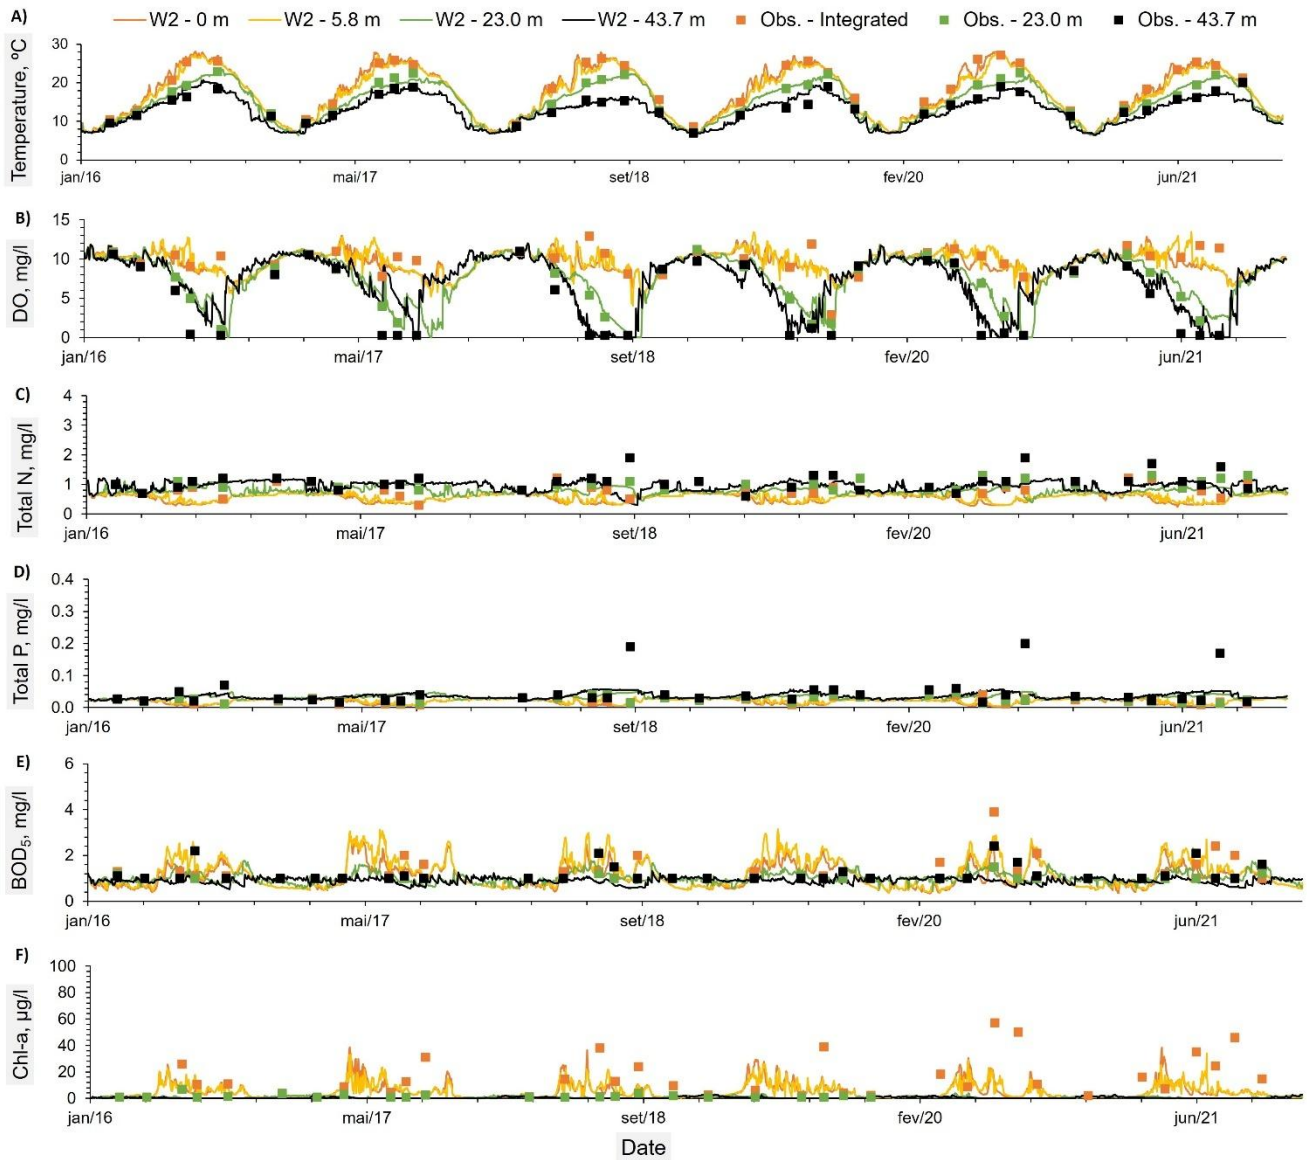 A) W2 - 0 m W2 - 5.8 m W2 - 23.0 m W2 - 43.7 m Obs. - Integrated Obs. - 23.0 m Obs. - 43.7 m
Temperature, ºC
30
20
10
0
jan/16 mai/17 set/18 fev/20 jun/21
B)
DO, mg/l
15
10
5
0
jan/16 mai/17 set/18 fev/20 jun/21
C)
Total N, mg/l
4
3
2
1
0
jan/16 mai/17 set/18 fev/20 jun/21
D)
Total P, mg/l
0.4
0.3
0.2
0.1
0.0
jan/16 mai/17 set/18 fev/20 jun/21
E)
BOD₅, mg/l
6
4
2
0
jan/16 mai/17 set/18 fev/20 jun/21
F)
Chl-a, µg/l
100
80
60
40
20
0
jan/16 mai/17 set/18 fev/20 jun/21
Date